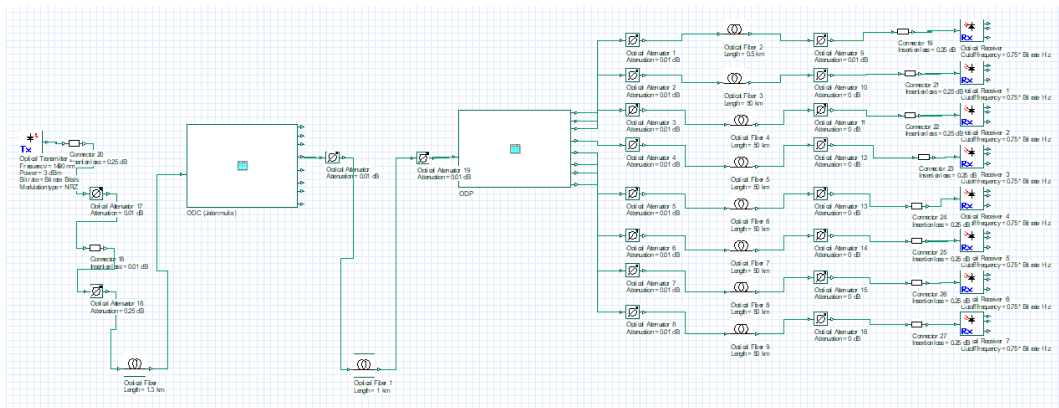 Tx
Optical Transmitter
Frequency = 1490 nm
Power = 3 dBm
Bit rate = Bit rate Bits/s
Modulation type = NRZ
Connector 20
Insertion loss = 0.25 dB
Optical Attenuator 17
Attenuation = 0.01 dB
Connector 18
Insertion loss = 0.01 dB
Optical Attenuator 18
Attenuation = 0.25 dB
Optical Fiber
Length = 1.3 km
ODC (Jalanmulia)
Optical Attenuator
Attenuation = 0.01 dB
Optical Fiber 1
Length = 1 km
Optical Attenuator 19
Attenuation = 0.01 dB
ODP
Optical Attenuator 1
Attenuation = 0.01 dB
Optical Fiber 2
Length = 0.5 km
Optical Attenuator 9
Attenuation = 0.01 dB
Connector 19
Insertion loss = 0.25 dB
Rx
Optical Receiver
Cutoff frequency = 0.75 * Bit rate Hz
Optical Attenuator 2
Attenuation = 0.01 dB
Optical Fiber 3
Length = 50 km
Optical Attenuator 10
Attenuation = 0 dB
Connector 21
Insertion loss = 0.25 dB
Rx
Optical Receiver 1
Cutoff frequency = 0.75 * Bit rate Hz
Optical Attenuator 3
Attenuation = 0.01 dB
Optical Fiber 4
Length = 50 km
Optical Attenuator 11
Attenuation = 0 dB
Connector 22
Insertion loss = 0.25 dB
Rx
Optical Receiver 2
Cutoff frequency = 0.75 * Bit rate Hz
Optical Attenuator 4
Attenuation = 0.01 dB
Optical Fiber 5
Length = 50 km
Optical Attenuator 12
Attenuation = 0 dB
Connector 23
Insertion loss = 0.25 dB
Rx
Optical Receiver 3
Cutoff frequency = 0.75 * Bit rate Hz
Optical Attenuator 5
Attenuation = 0.01 dB
Optical Fiber 6
Length = 50 km
Optical Attenuator 13
Attenuation = 0 dB
Connector 24
Insertion loss = 0.25 dB
Rx
Optical Receiver 4
Cutoff frequency = 0.75 * Bit rate Hz
Optical Attenuator 6
Attenuation = 0.01 dB
Optical Fiber 7
Length = 50 km
Optical Attenuator 14
Attenuation = 0 dB
Connector 25
Insertion loss = 0.25 dB
Rx
Optical Receiver 5
Cutoff frequency = 0.75 * Bit rate Hz
Optical Attenuator 7
Attenuation = 0.01 dB
Optical Fiber 8
Length = 50 km
Optical Attenuator 15
Attenuation = 0 dB
Connector 26
Insertion loss = 0.25 dB
Rx
Optical Receiver 6
Cutoff frequency = 0.75 * Bit rate Hz
Optical Attenuator 8
Attenuation = 0.01 dB
Optical Fiber 9
Length = 50 km
Optical Attenuator 16
Attenuation = 0 dB
Connector 27
Insertion loss = 0.25 dB
Rx
Optical Receiver 7
Cutoff frequency = 0.75 * Bit rate Hz